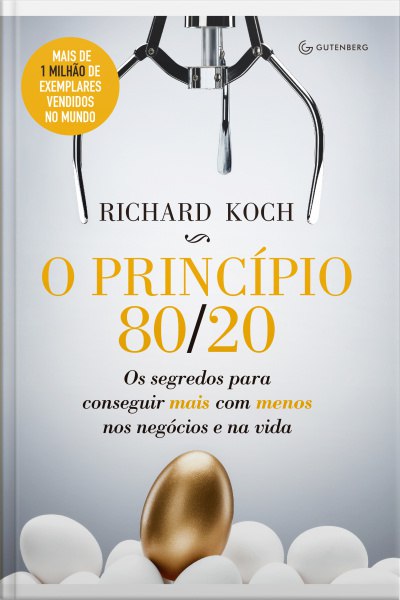 MAIS DE
1 MILHÃO DE
EXEMPLARES
VENDIDOS
NO MUNDO
GUTENBERG
RICHARD KOCH
O PRINCÍPIO
80/20
Os segredos para
conseguir mais com menos
nos negócios e na vida